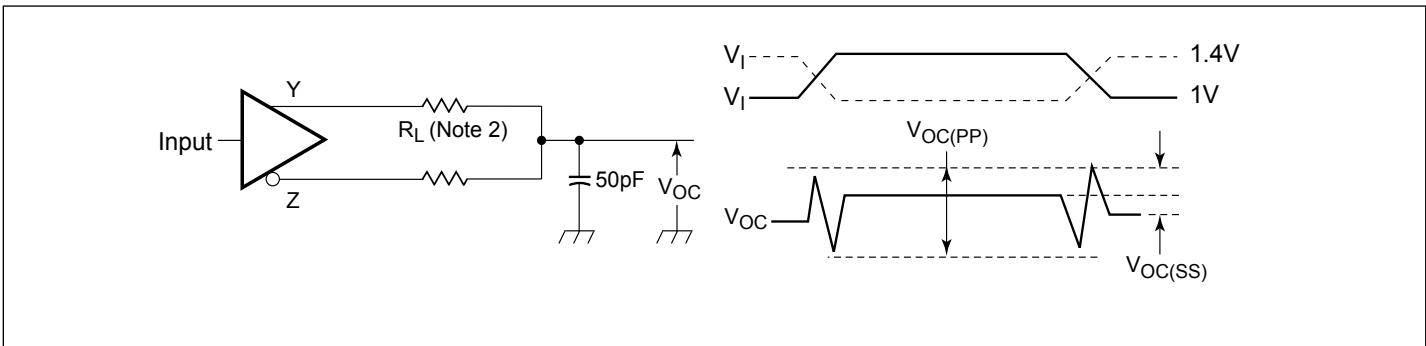 Input
Y
Z
R_L (Note 2)
50pF
V_OC
V_I
V_I
1.4V
1V
V_OC(PP)
V_OC
V_OC(SS)